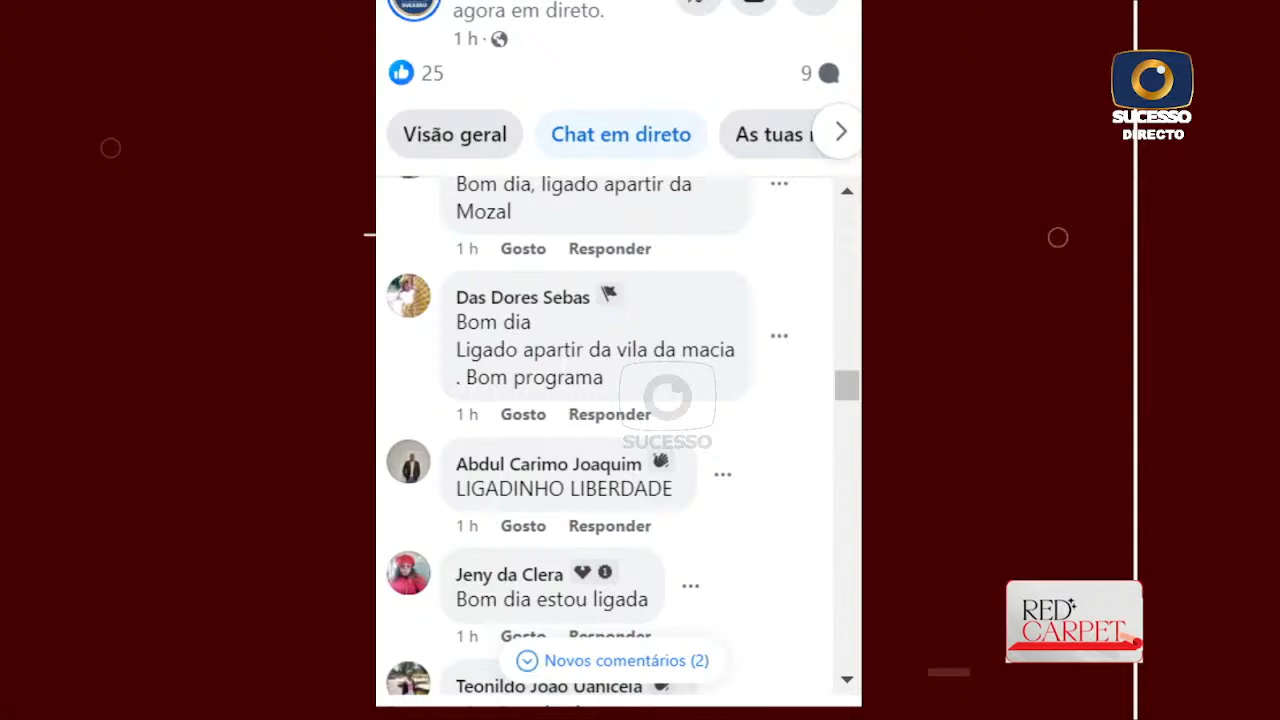 agora em direto.
1 h ·
25
9
Visão geral
Chat em direto
As tuas
SUCESSO
DIRECTO
Bom dia, ligado apartir da
Mozal
1 h Gosto Responder
Das Dores Sebas
Bom dia
Ligado apartir da vila da macia
. Bom programa
1 h Gosto Responder
SUCESSO
Abdul Carimo Joaquim
LIGADINHO LIBERDADE
1 h Gosto Responder
Jeny da Clera
Bom dia estou ligada
1 h Gosto Responder
Novos comentários (2)
Teonildo João Uanicela
RED
CARPET